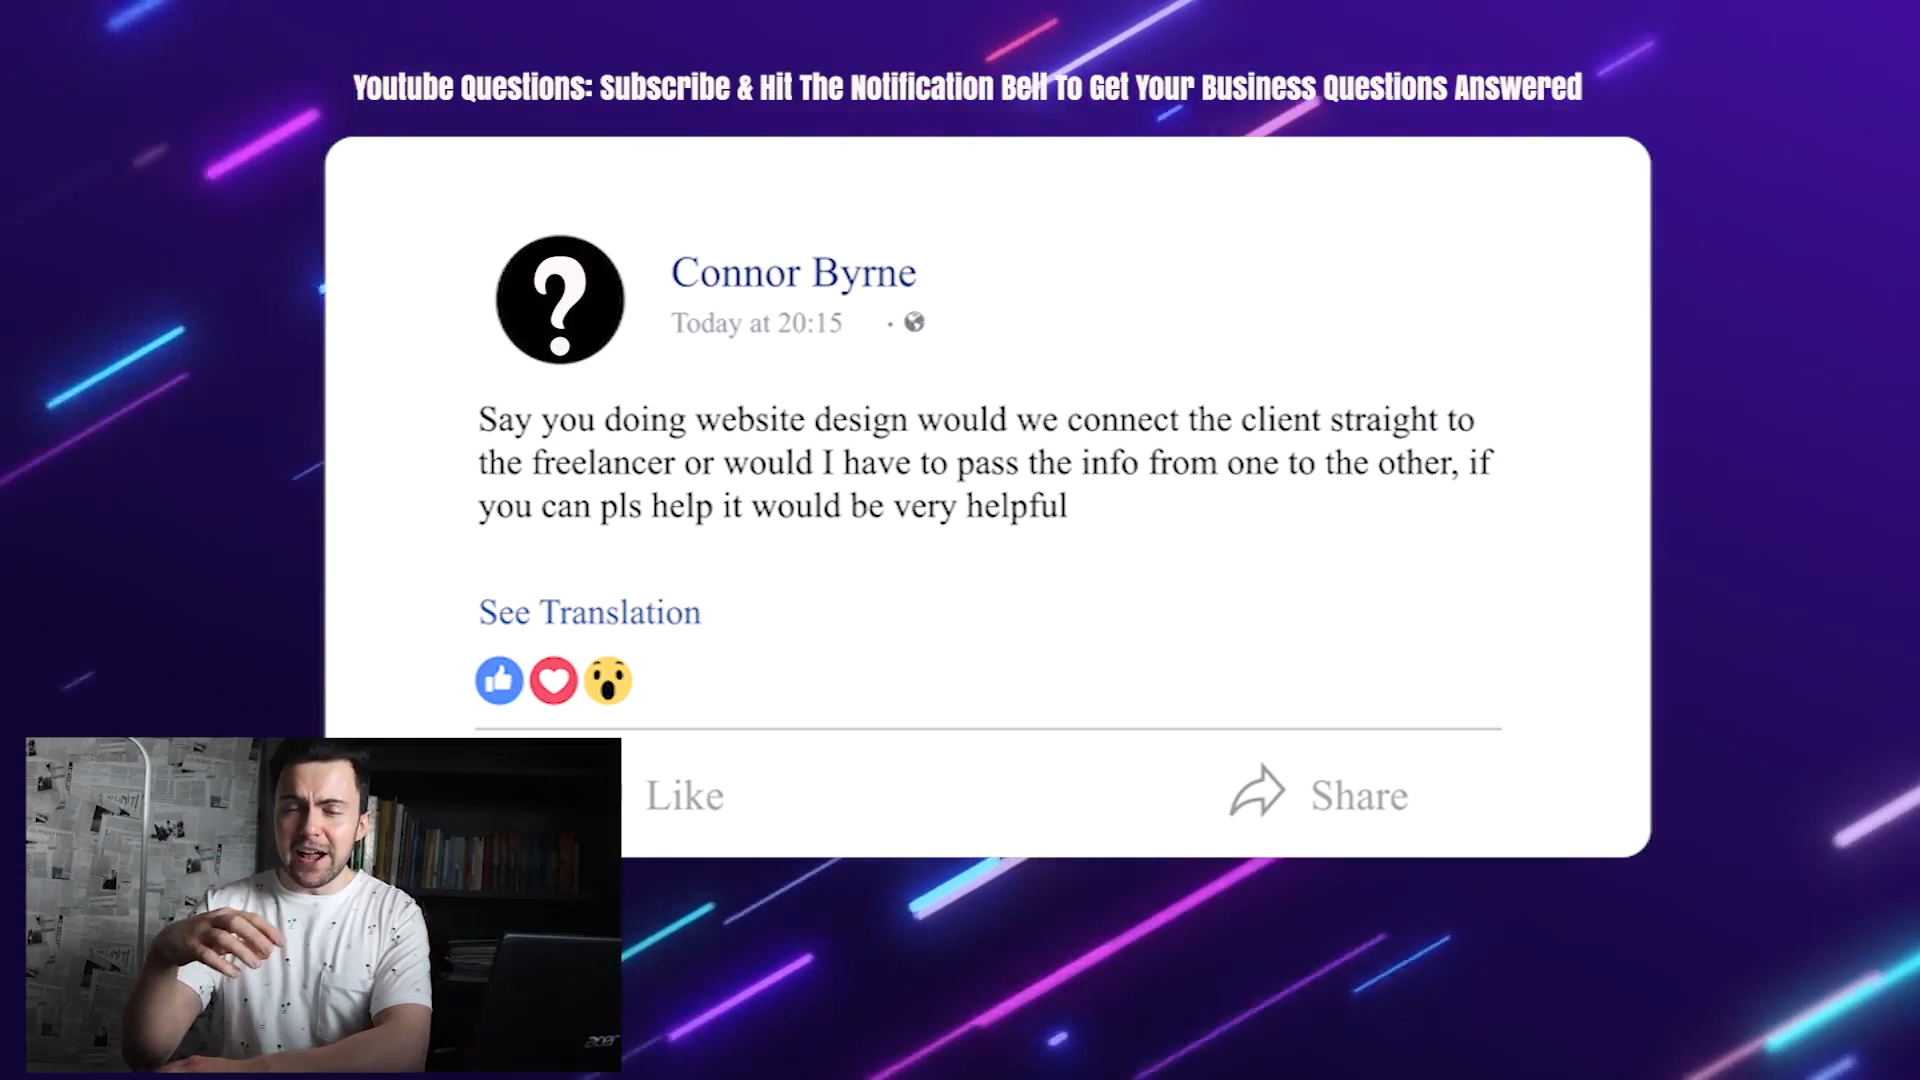 Youtube Questions: Subscribe & Hit The Notification Bell To Get Your Business Questions Answered
Connor Byrne
Today at 20:15 ·
Say you doing website design would we connect the client straight to
the freelancer or would I have to pass the info from one to the other, if
you can pls help it would be very helpful
See Translation
Like
Share
acer